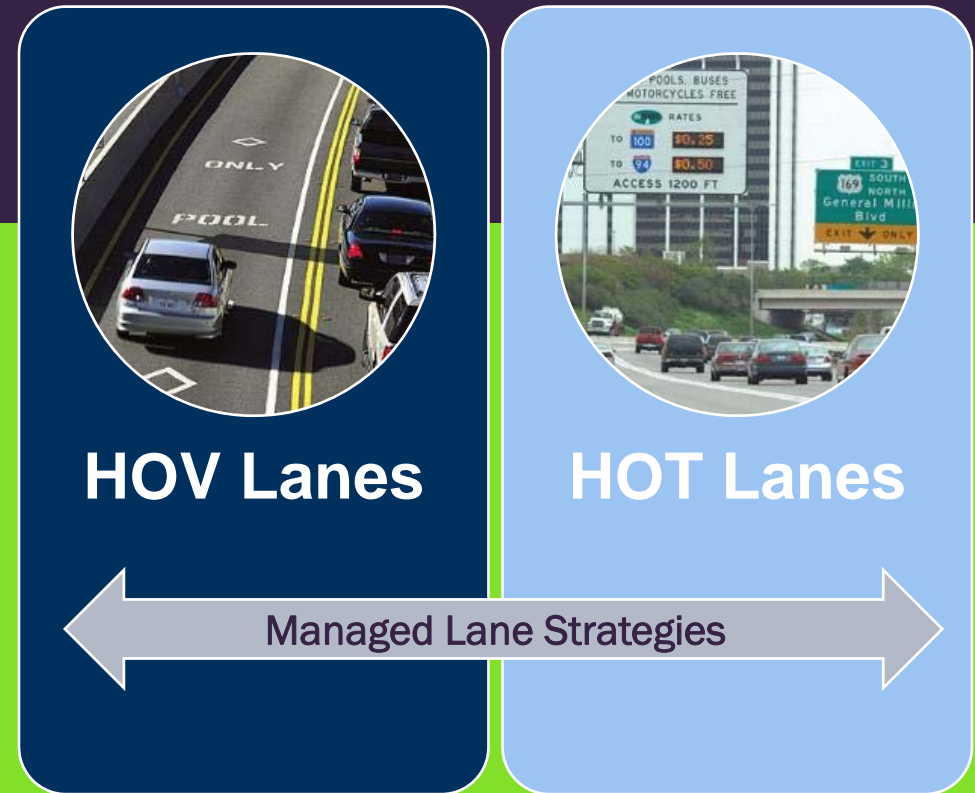 ONLY
POOL
POOLS, BUSES
MOTORCYCLES FREE
RATES
TO 100 $0.25
TO 94 $0.50
ACCESS 1200 FT
EXIT 3
169 SOUTH
NORTH
General Mill
Blvd
EXIT ONLY
HOV Lanes
HOT Lanes
Managed Lane Strategies